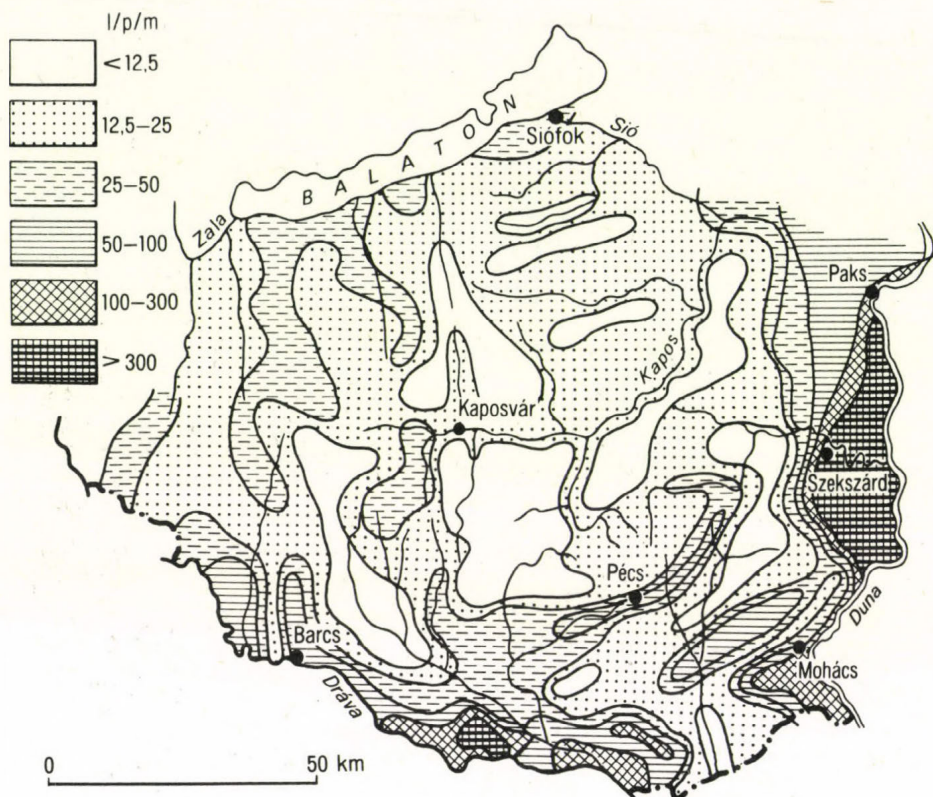 l/p/m
<12,5
12,5–25
25–50
50–100
100–300
>300
BALATON
Siófok
Sió
Zala
Paks
Kapos
Kaposvár
Szekszárd
Pécs
Duna
Barcs
Mohács
Dráva
0 50 km